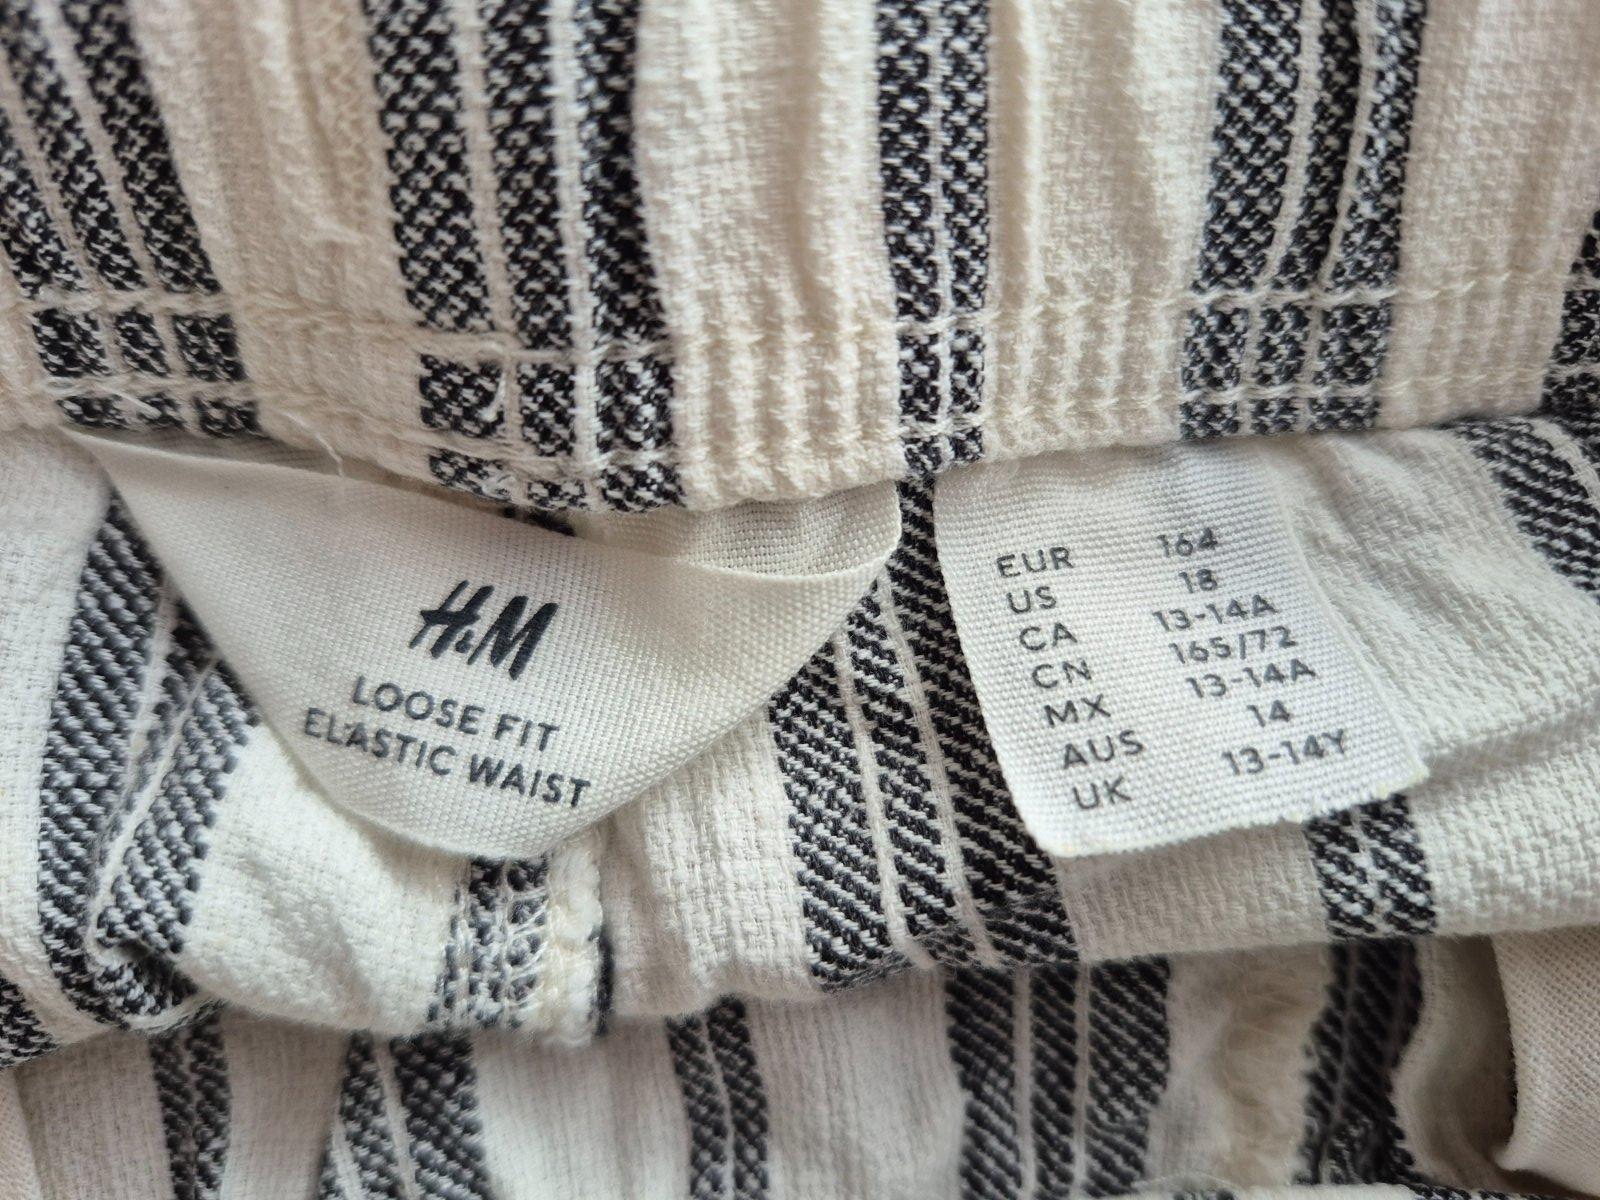 H&M
LOOSE FIT
ELASTIC WAIST
EUR 164
US 18
CA 13-14A
CN 165/72
MX 13-14A
AUS 14
UK 13-14Y